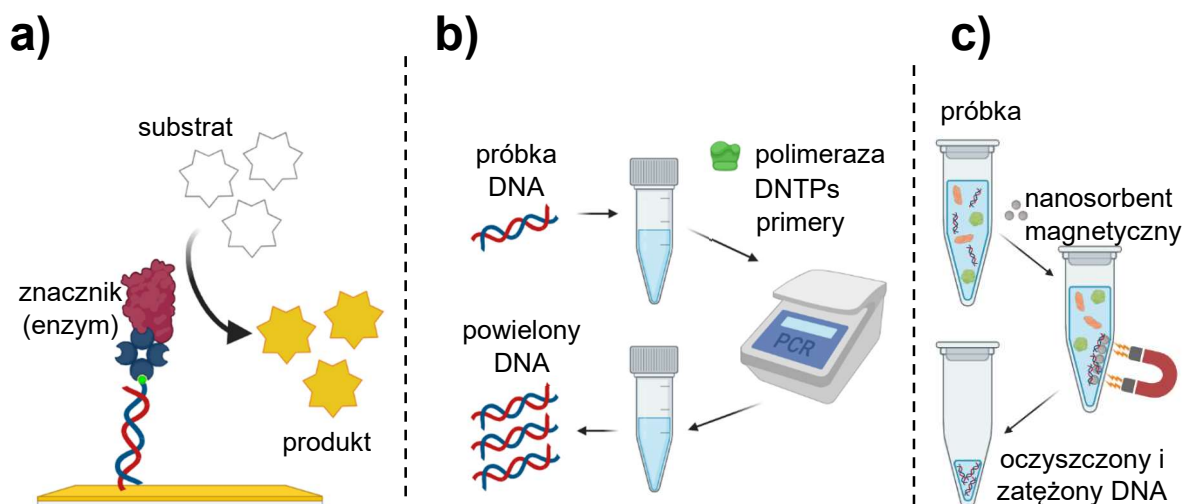 a)
substrat
znacznik
(enzym)
produkt
b)
próbka
DNA
polimeraza
DNTPs
primery
PCR
powielony
DNA
c)
próbka
nanosorbent
magnetyczny
oczyszczony i
zatężony DNA